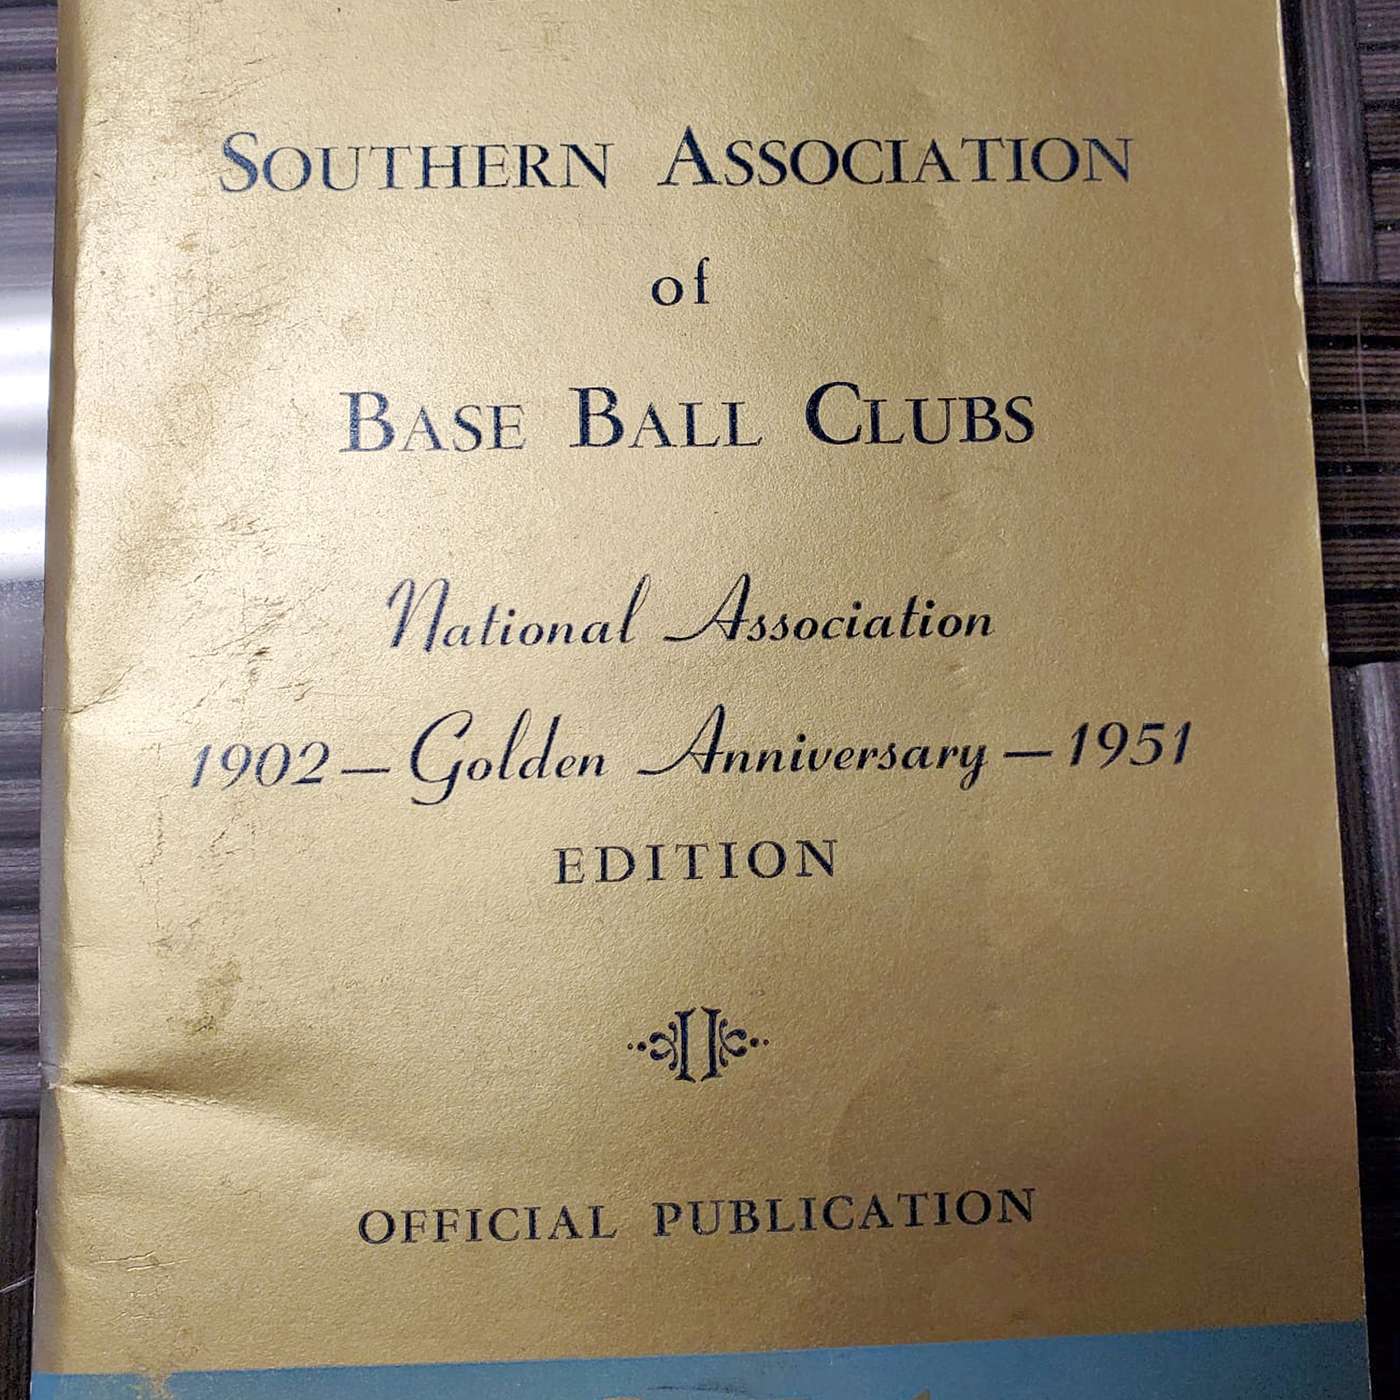 SOUTHERN ASSOCIATION
of
BASE BALL CLUBS
National Association
1902—Golden Anniversary—1951
EDITION
OFFICIAL PUBLICATION